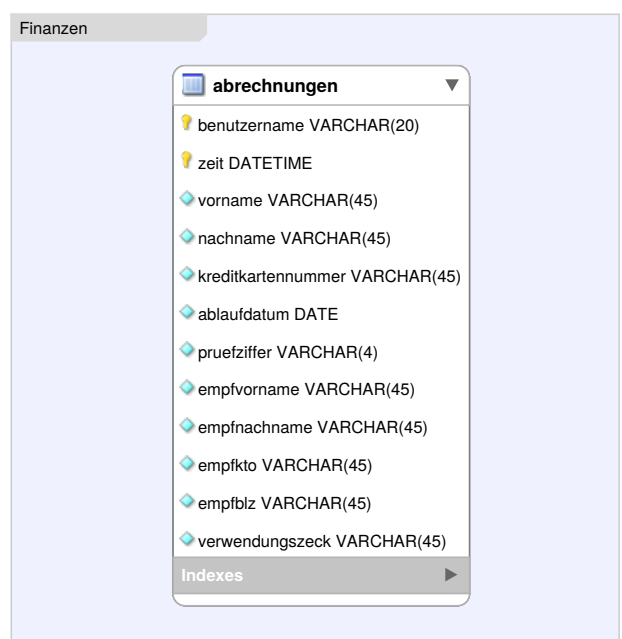 Finanzen
abrechnungen
benutzername VARCHAR(20)
zeit DATETIME
vorname VARCHAR(45)
nachname VARCHAR(45)
kreditkartennummer VARCHAR(45)
ablaufdatum DATE
pruefziffer VARCHAR(4)
empfvorname VARCHAR(45)
empfnachname VARCHAR(45)
empfkto VARCHAR(45)
empfblz VARCHAR(45)
verwendungszeck VARCHAR(45)
Indexes